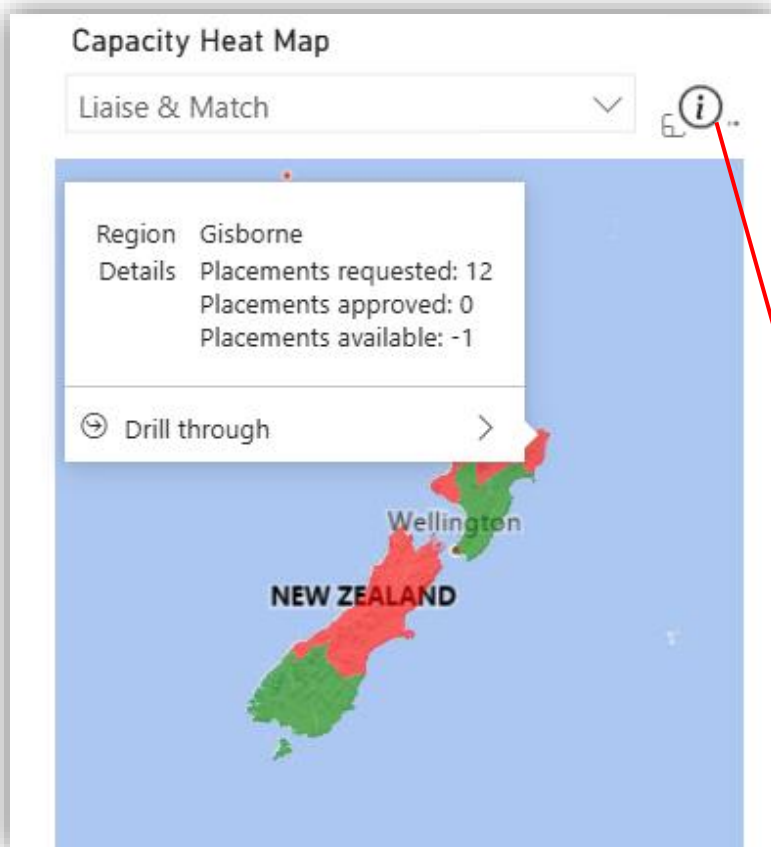 Capacity Heat Map
Liaise & Match
i
Region Gisborne
Details Placements requested: 12
Placements approved: 0
Placements available: -1
Drill through
Wellington
NEW ZEALAND